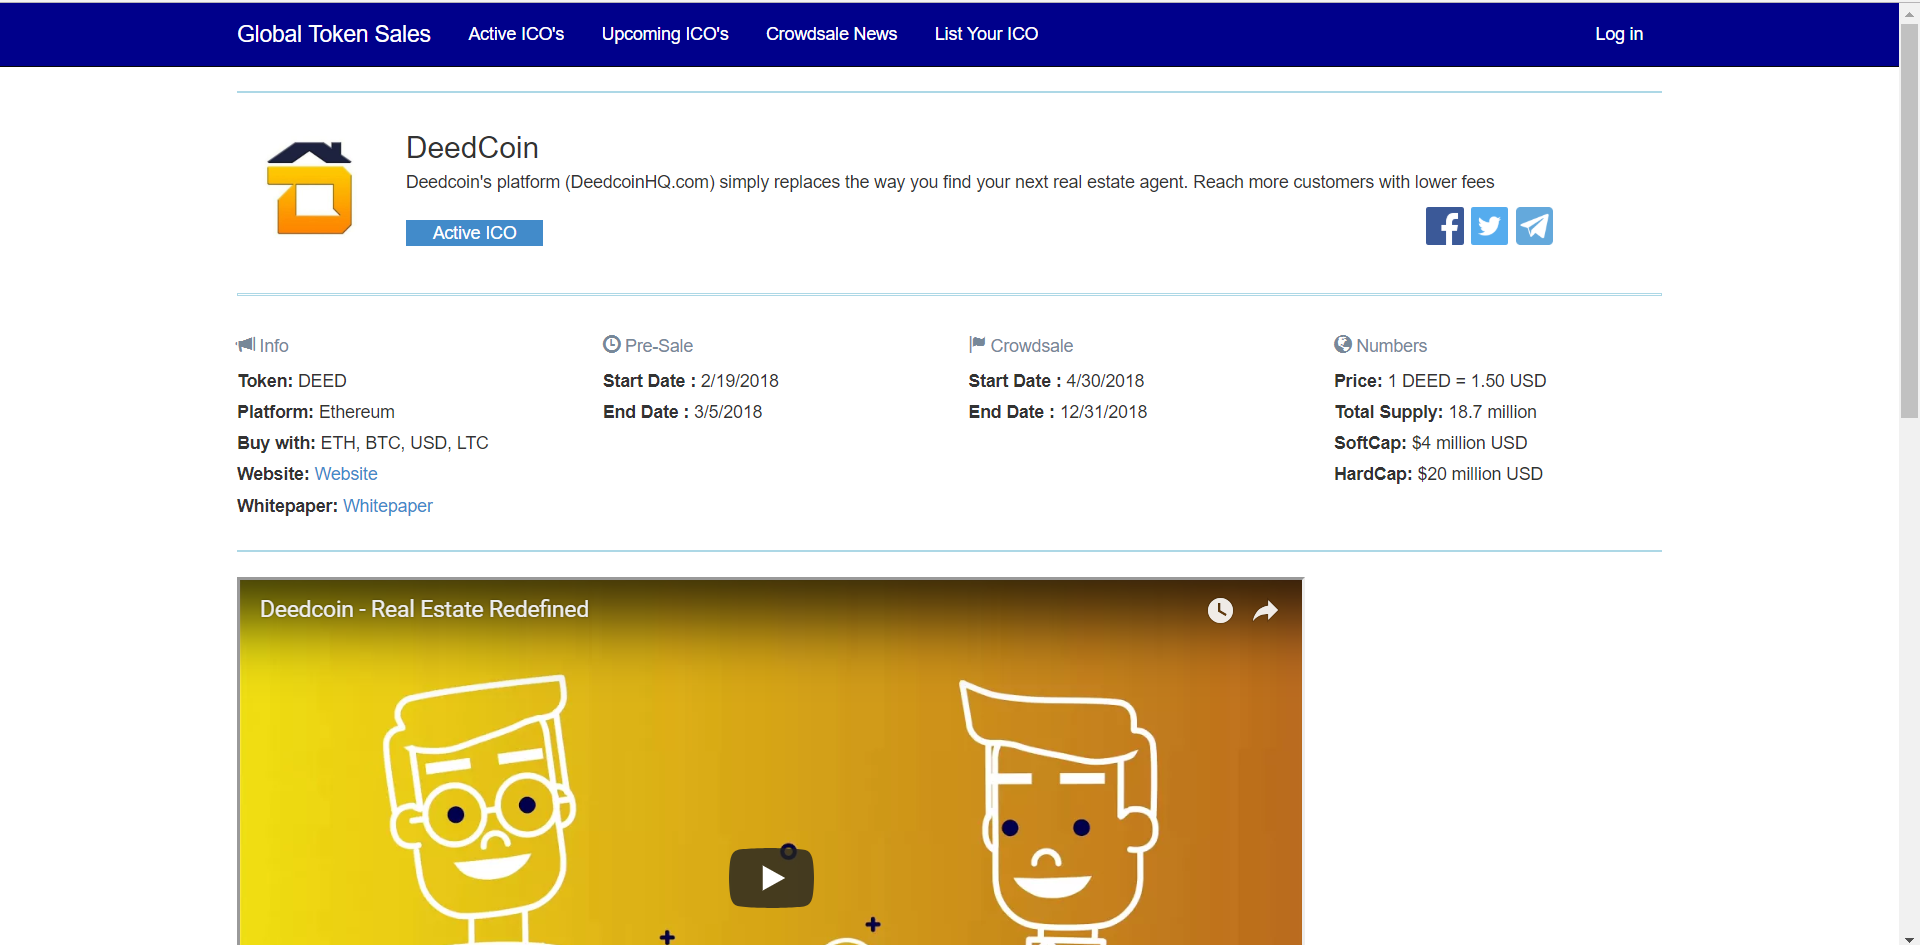 Global Token Sales Active ICO's Upcoming ICO's Crowdsale News List Your ICO Log in
DeedCoin
Deedcoin's platform (DeedcoinHQ.com) simply replaces the way you find your next real estate agent. Reach more customers with lower fees
Active ICO
Info
Token: DEED
Platform: Ethereum
Buy with: ETH, BTC, USD, LTC
Website: Website
Whitepaper: Whitepaper
Pre-Sale
Start Date : 2/19/2018
End Date : 3/5/2018
Crowdsale
Start Date : 4/30/2018
End Date : 12/31/2018
Numbers
Price: 1 DEED = 1.50 USD
Total Supply: 18.7 million
SoftCap: $4 million USD
HardCap: $20 million USD
Deedcoin - Real Estate Redefined